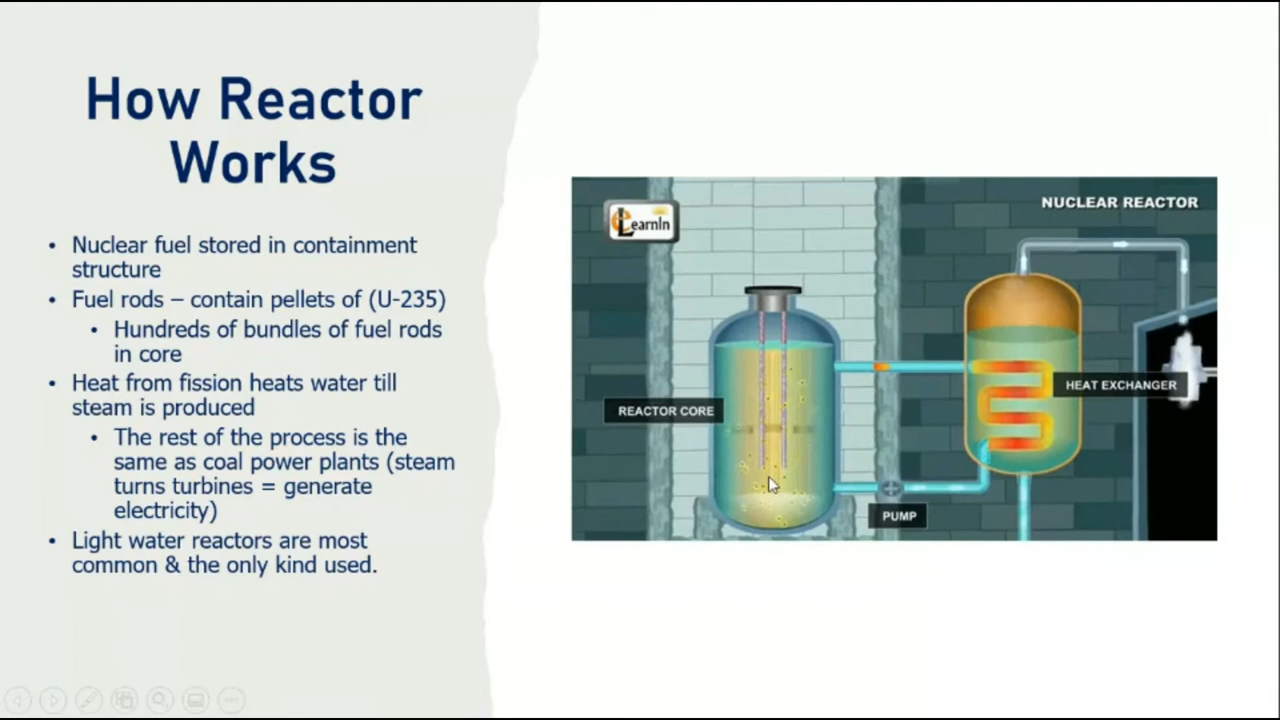 How Reactor
Works
• Nuclear fuel stored in containment
structure
• Fuel rods – contain pellets of (U-235)
• Hundreds of bundles of fuel rods
in core
• Heat from fission heats water till
steam is produced
• The rest of the process is the
same as coal power plants (steam
turns turbines = generate
electricity)
• Light water reactors are most
common & the only kind used.
eLearnIn
NUCLEAR REACTOR
HEAT EXCHANGER
REACTOR CORE
PUMP